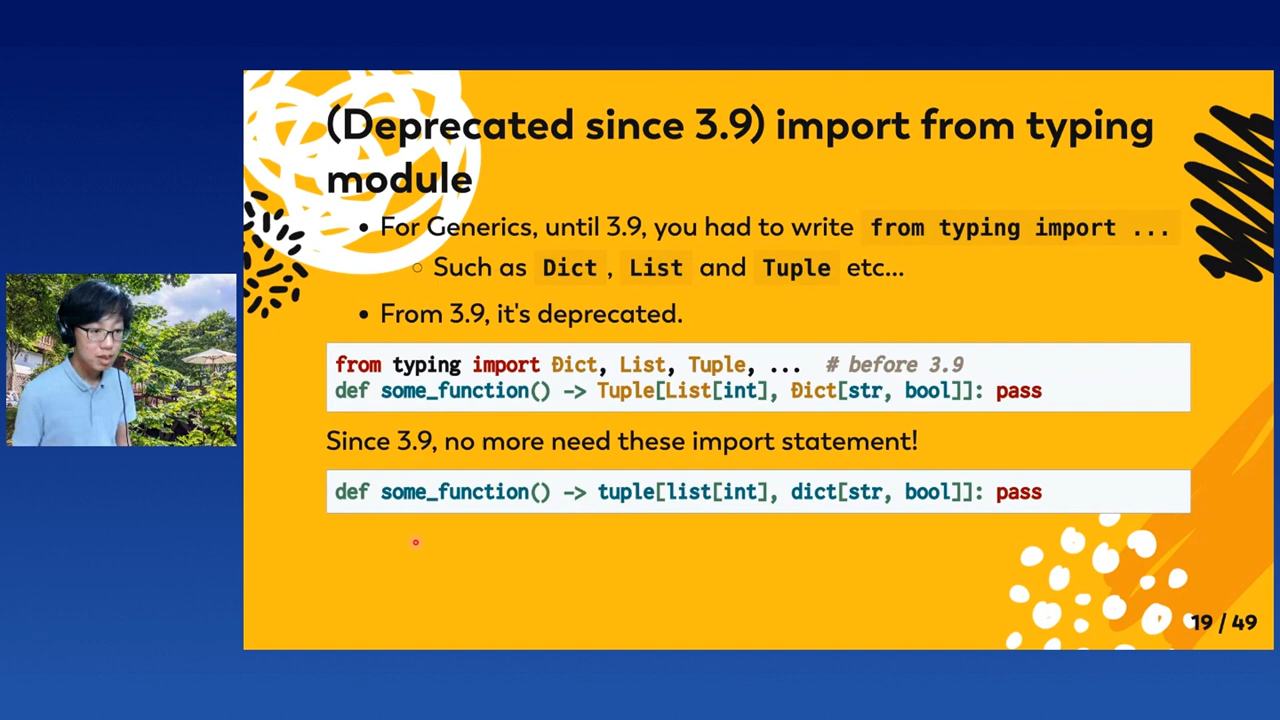 (Deprecated since 3.9) import from typing
module
• For Generics, until 3.9, you had to write from typing import ...
○ Such as Dict , List and Tuple etc...
• From 3.9, it's deprecated.
from typing import Dict, List, Tuple, ... # before 3.9
def some_function() -> Tuple[List[int], Dict[str, bool]]: pass
Since 3.9, no more need these import statement!
def some_function() -> tuple[list[int], dict[str, bool]]: pass
19 / 49